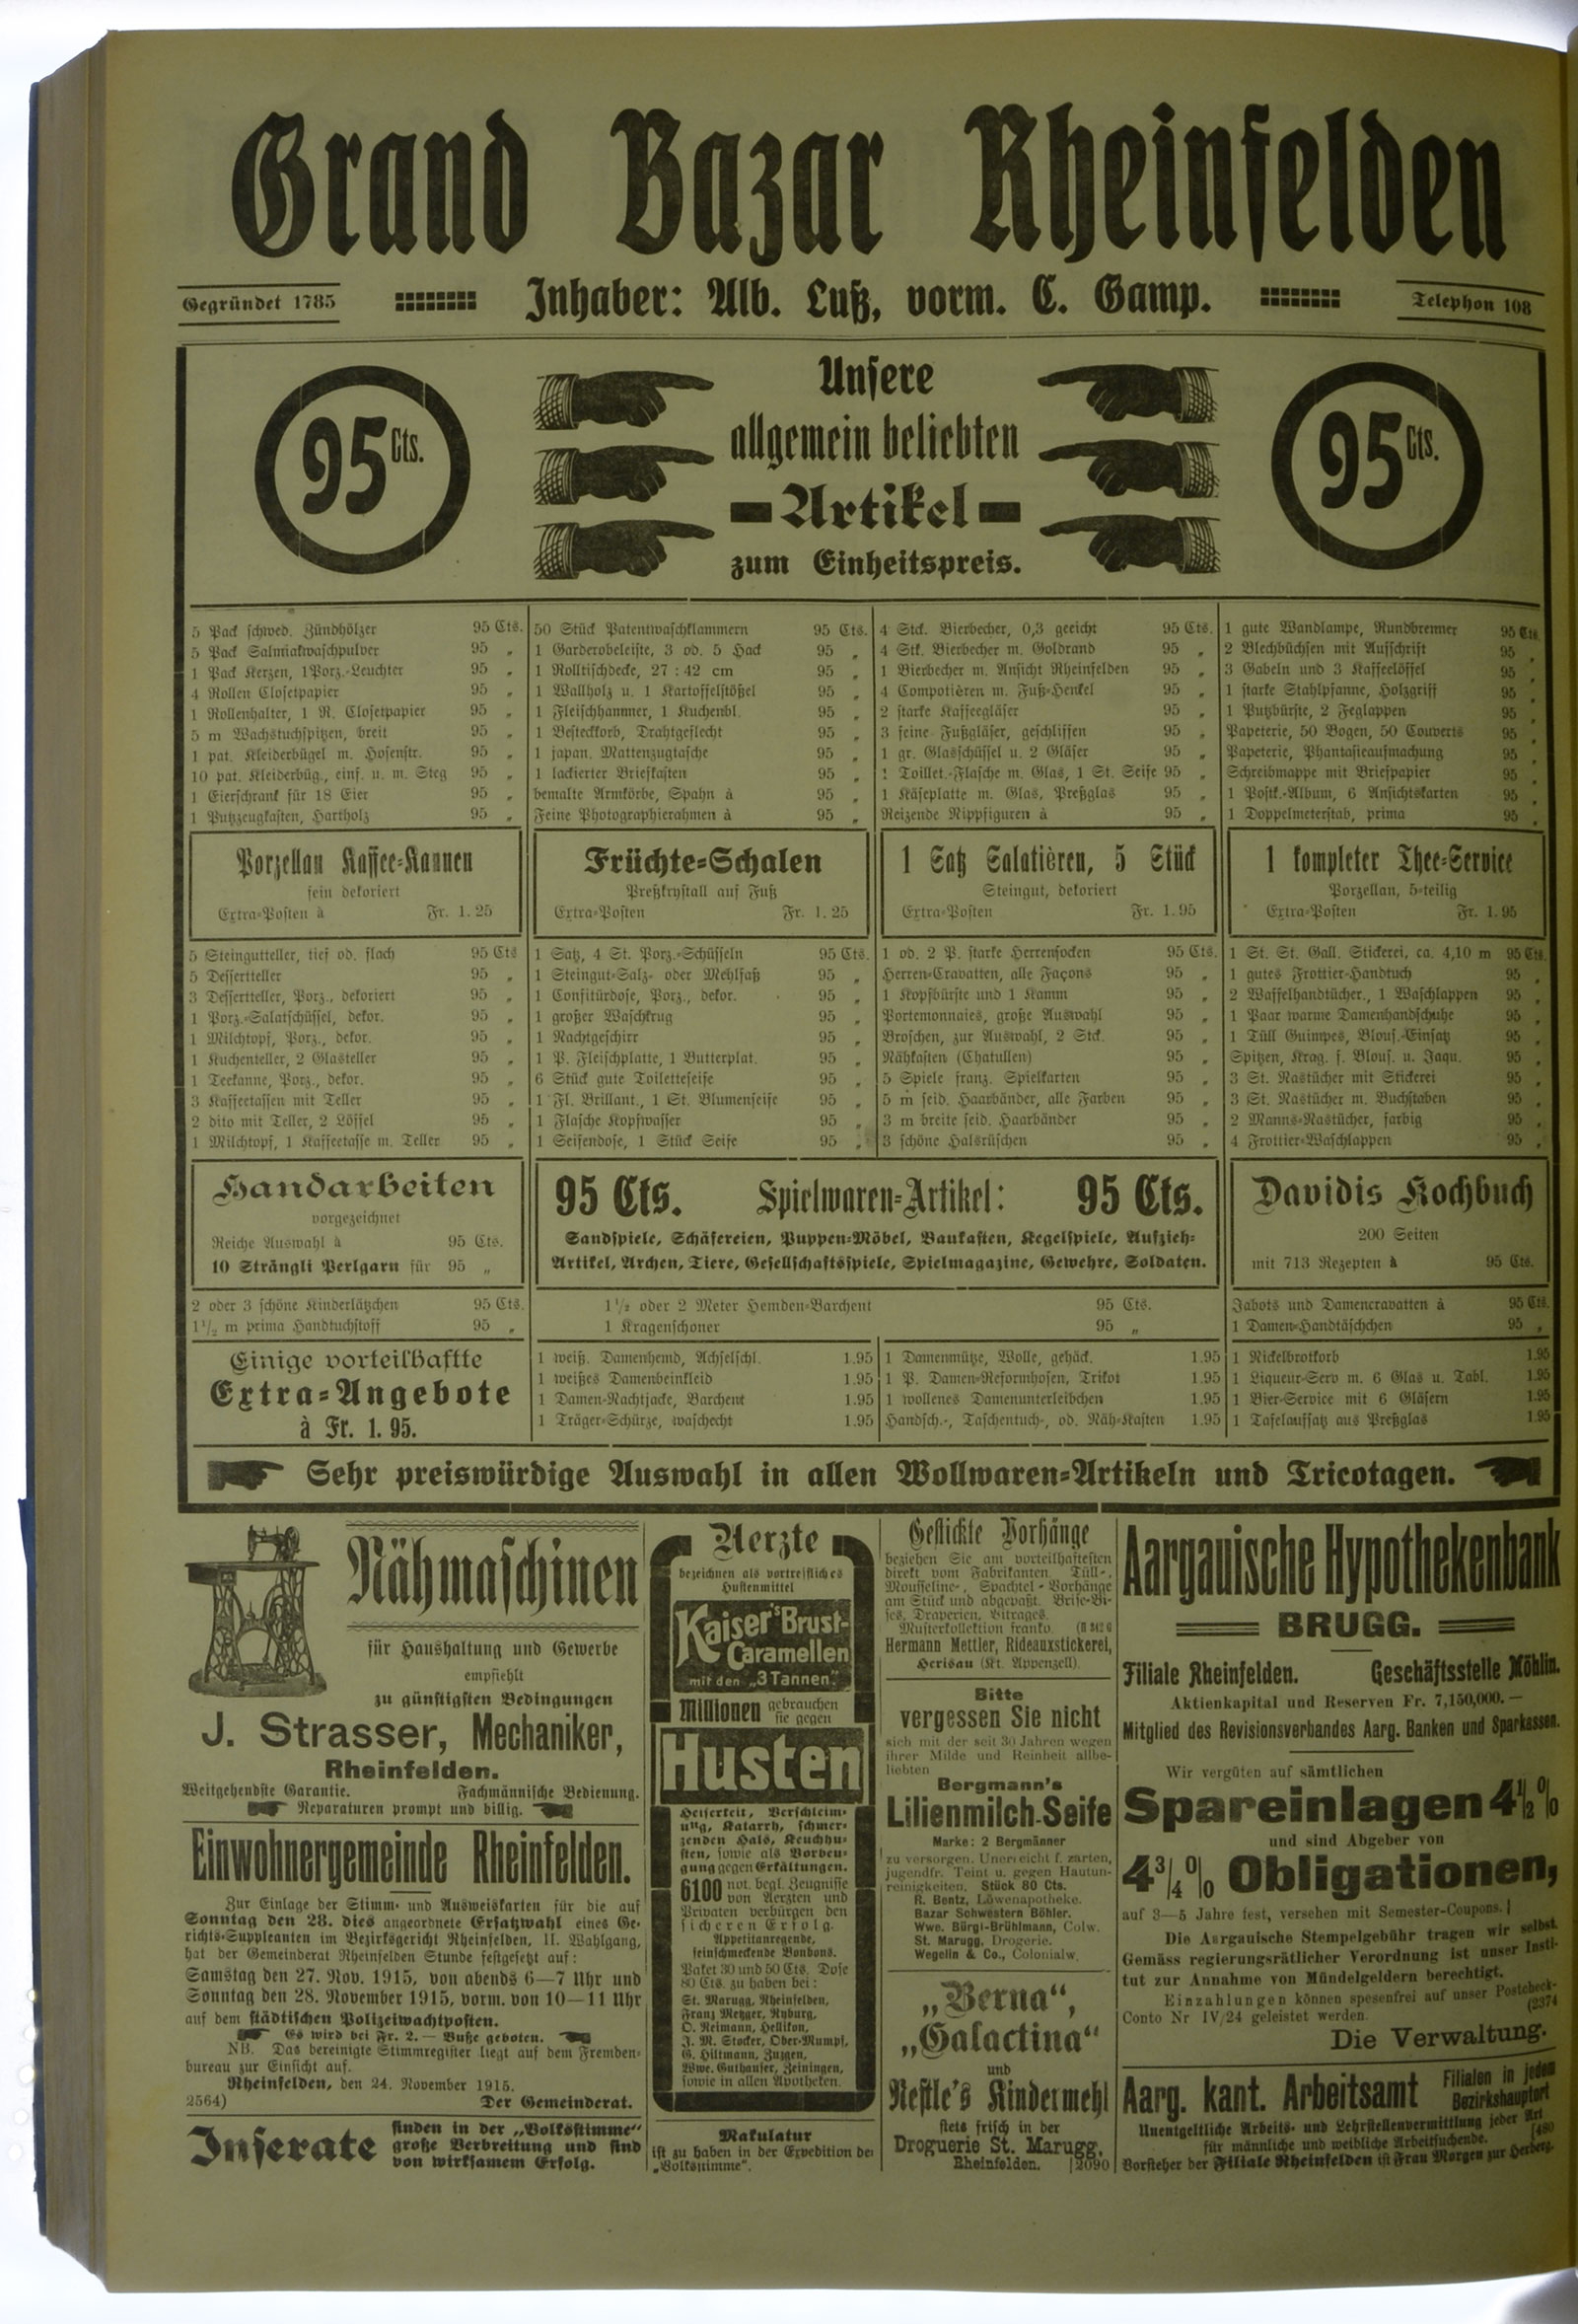 Grand Bazar Rheinfelden
Gegründet 1785
Inhaber: Alb. Lutz, vorm. C. Gamp.
Telephon 108
95 Cts.
Unsere
allgemein beliebten
Artikel
zum Einheitspreis.
95 Cts.
5 Pack schwed. Zündhölzer 95 Cts.
5 Pack Salmiakwaschpulver 95 „
1 Pack Kerzen, 1 Porz.-Leuchter 95 „
4 Rollen Closetpapier 95 „
1 Rollenhalter, 1 R. Closetpapier 95 „
5 m Wachstuchspitzen, breit 95 „
1 pat. Kleiderbügel m. Hosenstr. 95 „
10 pat. Kleiderbüg., einf. u. m. Steg 95 „
1 Eierschrank für 18 Eier 95 „
1 Putzzeugkasten, Hartholz 95 „
50 Stück Patentwaschklammern 95 Cts.
1 Garderobeleiste, 3 od. 5 Hack 95 „
1 Rolltischdecke, 27 : 42 cm 95 „
1 Wallholz u. 1 Kartoffelstößel 95 „
1 Fleischhammer, 1 Kuchenbl. 95 „
1 Besteckkorb, Drahtgeflecht 95 „
1 japan. Mattenzugtasche 95 „
1 lackierter Briefkasten 95 „
bemalte Armkörbe, Spahn à 95 „
Feine Photographierahmen à 95 „
4 Stck. Bierbecher, 0,3 geeicht 95 Cts.
4 Stk. Bierbecher m. Goldrand 95 „
1 Bierbecher m. Ansicht Rheinfelden 95 „
4 Compotièren m. Fuß-Henkel 95 „
2 starke Kaffeegläser 95 „
3 feine Fußgläser, geschliffen 95 „
1 gr. Glasschüssel u. 2 Gläser 95 „
1 Toillet.-Flasche m. Glas, 1 St. Seife 95 „
1 Käseplatte m. Glas, Preßglas 95 „
Reizende Nippfiguren à 95 „
1 gute Wandlampe, Rundbrenner 95 Cts.
2 Blechbüchsen mit Aufschrift 95 „
3 Gabeln und 3 Kaffeelöffel 95 „
1 starke Stahlpfanne, Holzgriff 95 „
1 Putzbürste, 2 Feglappen 95 „
Papeterie, 50 Bogen, 50 Couverts 95 „
Papeterie, Phantasieaufmachung 95 „
Schreibmappe mit Briefpapier 95 „
1 Postk.-Album, 6 Ansichtskarten 95 „
1 Doppelmeterstab, prima 95 „
Porzellan Kaffee-Kannen
fein dekoriert
Extra-Posten à Fr. 1.25
Früchte-Schalen
Preßkrystall auf Fuß
Extra-Posten Fr. 1.25
1 Satz Salatièren, 5 Stück
Steingut, dekoriert
Extra-Posten Fr. 1.95
1 kompleter Thee-Service
Porzellan, 5-teilig
Extra-Posten Fr. 1.95
5 Steingutteller, tief od. flach 95 Cts
5 Dessertteller 95 „
3 Dessertteller, Porz., dekoriert 95 „
1 Porz.-Salatschüssel, dekor. 95 „
1 Milchtopf, Porz., dekor. 95 „
1 Kuchenteller, 2 Glasteller 95 „
1 Teekanne, Porz., dekor. 95 „
3 Kaffeetassen mit Teller 95 „
2 dito mit Teller, 2 Löffel 95 „
1 Milchtopf, 1 Kaffeetasse m. Teller 95 „
1 Satz, 4 St. Porz.-Schüsseln 95 Cts.
1 Steingut-Salz- oder Mehlfaß 95 „
1 Confitürdose, Porz., dekor. 95 „
1 großer Waschkrug 95 „
1 Nachtgeschirr 95 „
1 P. Fleischplatte, 1 Butterplat. 95 „
6 Stück gute Toiletteseife 95 „
1 Fl. Brillant., 1 St. Blumenseife 95 „
1 Flasche Kopfwasser 95 „
1 Seifendose, 1 Stück Seife 95 „
1 od. 2 P. starke Herrensocken 95 Cts.
Herren-Cravatten, alle Façons 95 „
1 Kopfbürste und 1 Kamm 95 „
Portemonnaies, große Auswahl 95 „
Broschen, zur Auswahl, 2 Stck. 95 „
Nähkasten (Chatullen) 95 „
5 Spiele franz. Spielkarten 95 „
5 m seid. Haarbänder, alle Farben 95 „
3 m breite seid. Haarbänder 95 „
3 schöne Halsrüschen 95 „
1 St. St. Gall. Stickerei, ca. 4,10 m 95 Cts.
1 gutes Frottier-Handtuch 95 „
2 Waffelhandtücher., 1 Waschlappen 95 „
1 Paar warme Damenhandschuhe 95 „
1 Tüll Guimpes, Blous.-Einsatz 95 „
Spitzen, Krag. f. Blous. u. Jaqu. 95 „
3 St. Nastücher mit Stickerei 95 „
3 St. Nastücher m. Buchstaben 95 „
2 Manns-Nastücher, farbig 95 „
4 Frottier-Waschlappen 95 „
Handarbeiten
vorgezeichnet
Reiche Auswahl à 95 Cts.
10 Strängli Perlgarn für 95 „
95 Cts. Spielwaren-Artikel: 95 Cts.
Sandspiele, Schäfereien, Puppen-Möbel, Baukasten, Kegelspiele, Aufzieh-
Artikel, Archen, Tiere, Gesellschaftsspiele, Spielmagazine, Gewehre, Soldaten.
Davidis Kochbuch
200 Seiten
mit 713 Rezepten à 95 Cts.
2 oder 3 schöne Kinderlätzchen 95 Cts.
1½ m prima Handtuchstoff 95 „
1½ oder 2 Meter Hemden-Barchent 95 Cts.
1 Kragenschoner 95 „
Jabots und Damencravatten à 95 Cts.
1 Damen-Handtäschchen 95 „
Einige vorteilhaftte
Extra-Angebote
à Fr. 1. 95.
1 weiß. Damenhemd, Achselschl. 1.95
1 weißes Damenbeinkleid 1.95
1 Damen-Nachtjacke, Barchent 1.95
1 Träger-Schürze, waschecht 1.95
1 Damenmütze, Wolle, gehäck. 1.95
1 P. Damen-Reformhosen, Trikot 1.95
1 wollenes Damenunterleibchen 1.95
Handsch.-, Taschentuch-, od. Näh-Kasten 1.95
1 Nickelbrotkorb 1.95
1 Liqueur-Serv m. 6 Glas u. Tabl. 1.95
1 Bier-Service mit 6 Gläsern 1.95
1 Tafelaufsatz aus Preßglas 1.95
Sehr preiswürdige Auswahl in allen Wollwaren-Artikeln und Tricotagen.
Nähmaschinen
für Haushaltung und Gewerbe
empfiehlt
zu günstigsten Bedingungen
J. Strasser, Mechaniker,
Rheinfelden.
Weitgehendste Garantie. Fachmännische Bedienung.
Reparaturen prompt und billig.
Einwohnergemeinde Rheinfelden.
Zur Einlage der Stimm- und Ausweiskarten für die auf
Sonntag den 28. dies angeordnete Ersatzwahl eines Ge-
richts-Suppleanten im Bezirksgericht Rheinfelden, II. Wahlgang,
hat der Gemeinderat Rheinfelden Stunde festgesetzt auf:
Samstag den 27. Nov. 1915, von abends 6—7 Uhr und
Sonntag den 28. November 1915, vorm. von 10—11 Uhr
auf dem städtischen Polizeiwachtposten.
Es wird bei Fr. 2.— Buße geboten.
NB. Das bereinigte Stimmregister liegt auf dem Fremden-
bureau zur Einsicht auf.
Rheinfelden, den 24. November 1915.
2564) Der Gemeinderat.
Inserate
finden in der „Volksstimme“
große Verbreitung und sind
von wirksamem Erfolg.
Aerzte
bezeichnen als vortreffliches
Hustenmittel
Kaiser's Brust-
Caramellen
mit den „3 Tannen.“
Millionen gebrauchen
sie gegen
Husten
Heiserkeit, Verschleim-
ung, Katarrh, schmer-
zenden Hals, Keuchhu-
sten, sowie als Vorbeu-
gung gegen Erkältungen.
6100 not. begl. Zeugnisse
von Aerzten und
Privaten verbürgen den
sicheren Erfolg.
Appetitanregende,
feinschmeckende Bonbons.
Paket 30 und 50 Cts. Dose
80 Cts. zu haben bei:
St. Marugg, Rheinfelden,
Franz Metzger, Ryburg,
O. Reimann, Hellikon,
J. M. Stocker, Ober-Mumpf,
G. Hiltmann, Zuzgen,
Wwe. Guthauser, Zeiningen,
sowie in allen Apotheken.
Makulatur
ist zu haben in der Expedition der
„Volkstimme“.
Gestickte Vorhänge
beziehen Sie am vorteilhaftesten
direkt vom Fabrikanten. Tüll-,
Mousseline-, Spachtel-Vorhänge
am Stück und abgepaßt. Brise-Bi-
ses, Draperien, Vitrages.
Musterkollektion franko.
Hermann Mettler, Rideauxstickerei,
Herisau (Kt. Appenzell).
Bitte
vergessen Sie nicht
sich mit der seit 30 Jahren wegen
ihrer Milde und Reinheit allbe-
liebten
Bergmann's
Lilienmilch-Seife
Marke: 2 Bergmänner
zu versorgen. Unerreicht f. zarten,
jugendfr. Teint u. gegen Hautun-
reinigkeiten. Stück 80 Cts.
R. Bentz, Löwenapotheke.
Bazar Schwestern Böhler.
Wwe. Bürgi-Brühlmann, Colw.
St. Marugg, Drogerie.
Wegelin & Co., Colonialw.
„Berna“,
„Galactina“
und
Nestle's Kindermehl
stets frisch in der
Droguerie St. Marugg,
Rheinfelden. [2090
Aargauische Hypothekenbank
BRUGG.
Filiale Rheinfelden. Geschäftsstelle Möhlin.
Aktienkapital und Reserven Fr. 7,150,000.—
Mitglied des Revisionsverbandes Aarg. Banken und Sparkassen.
Wir vergüten auf sämtlichen
Spareinlagen 4½%
und sind Abgeber von
4¾% Obligationen,
auf 3—5 Jahre fest, versehen mit Semester-Coupons.
Die Aargauische Stempelgebühr tragen wir selbst.
Gemäss regierungsrätlicher Verordnung ist unser Insti-
tut zur Annahme von Mündelgeldern berechtigt.
Einzahlungen können spesenfrei auf unser Postcheck-
Conto Nr IV/24 geleistet werden. (2374
Die Verwaltung.
Aarg. kant. Arbeitsamt
Filialen in jedem
Bezirkshauptort
Unentgeltliche Arbeits- und Lehrstellenvermittlung jeder Art
für männliche und weibliche Arbeitsuchende. [480
Vorsteher der Filiale Rheinfelden ist Frau Morgen zur Herberg.